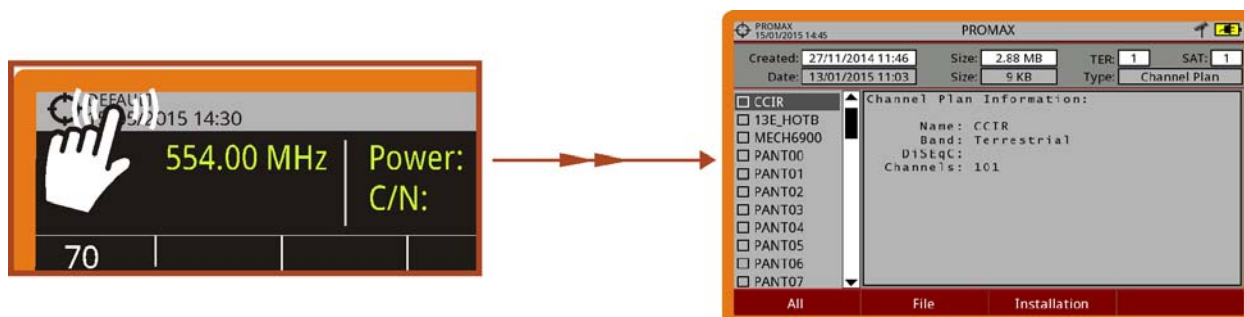 DEFAULT
2015 14:30
554.00 MHz
Power:
C/N:
70
PROMAX
15/01/2015 14:45
PROMAX
Created: 27/11/2014 11:46 Size: 2.88 MB TER: 1 SAT: 1
Date: 13/01/2015 11:03 Size: 9 KB Type: Channel Plan
CCIR
13E_HOTB
MECH6900
PANT00
PANT01
PANT02
PANT03
PANT04
PANT05
PANT06
PANT07
Channel Plan Information:
Name: CCIR
Band: Terrestrial
DiSEqC:
Channels: 101
All File Installation